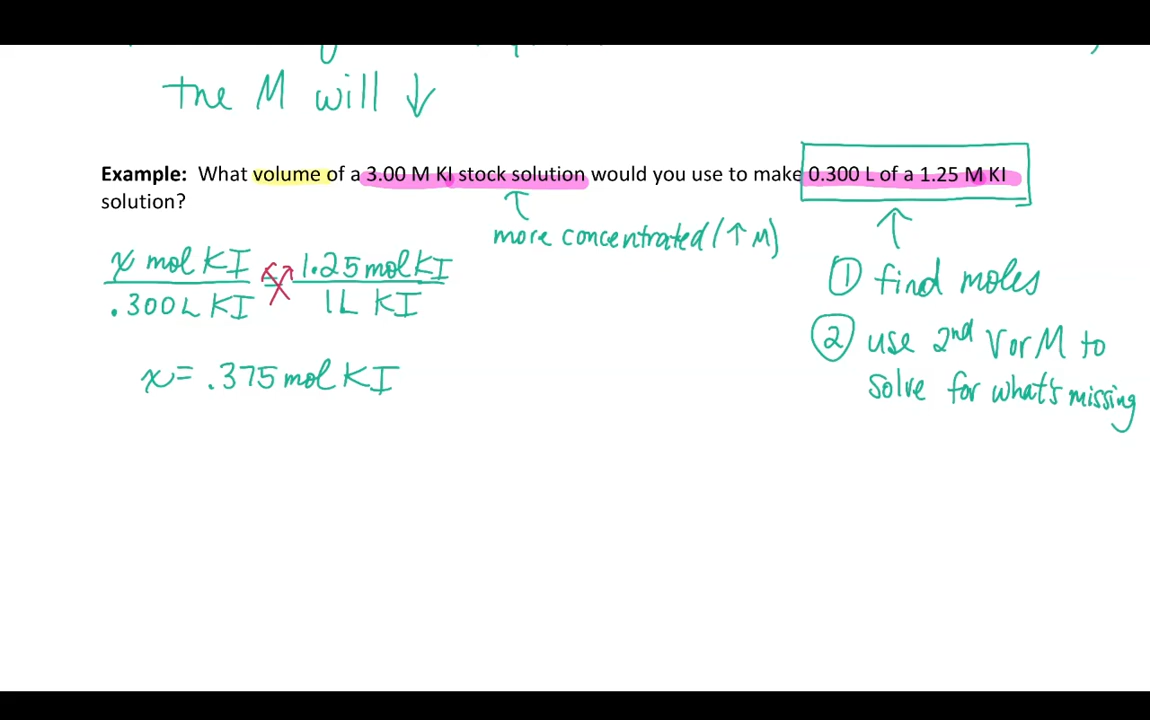 the M will ↓
Example: What volume of a 3.00 M KI stock solution would you use to make 0.300 L of a 1.25 M KI
solution?
more concentrated (↑ M)
x mol KI / .300L KI = 1.25 mol KI / 1L KI
x = .375 mol KI
① find moles
② use 2nd V or M to
solve for what's missing